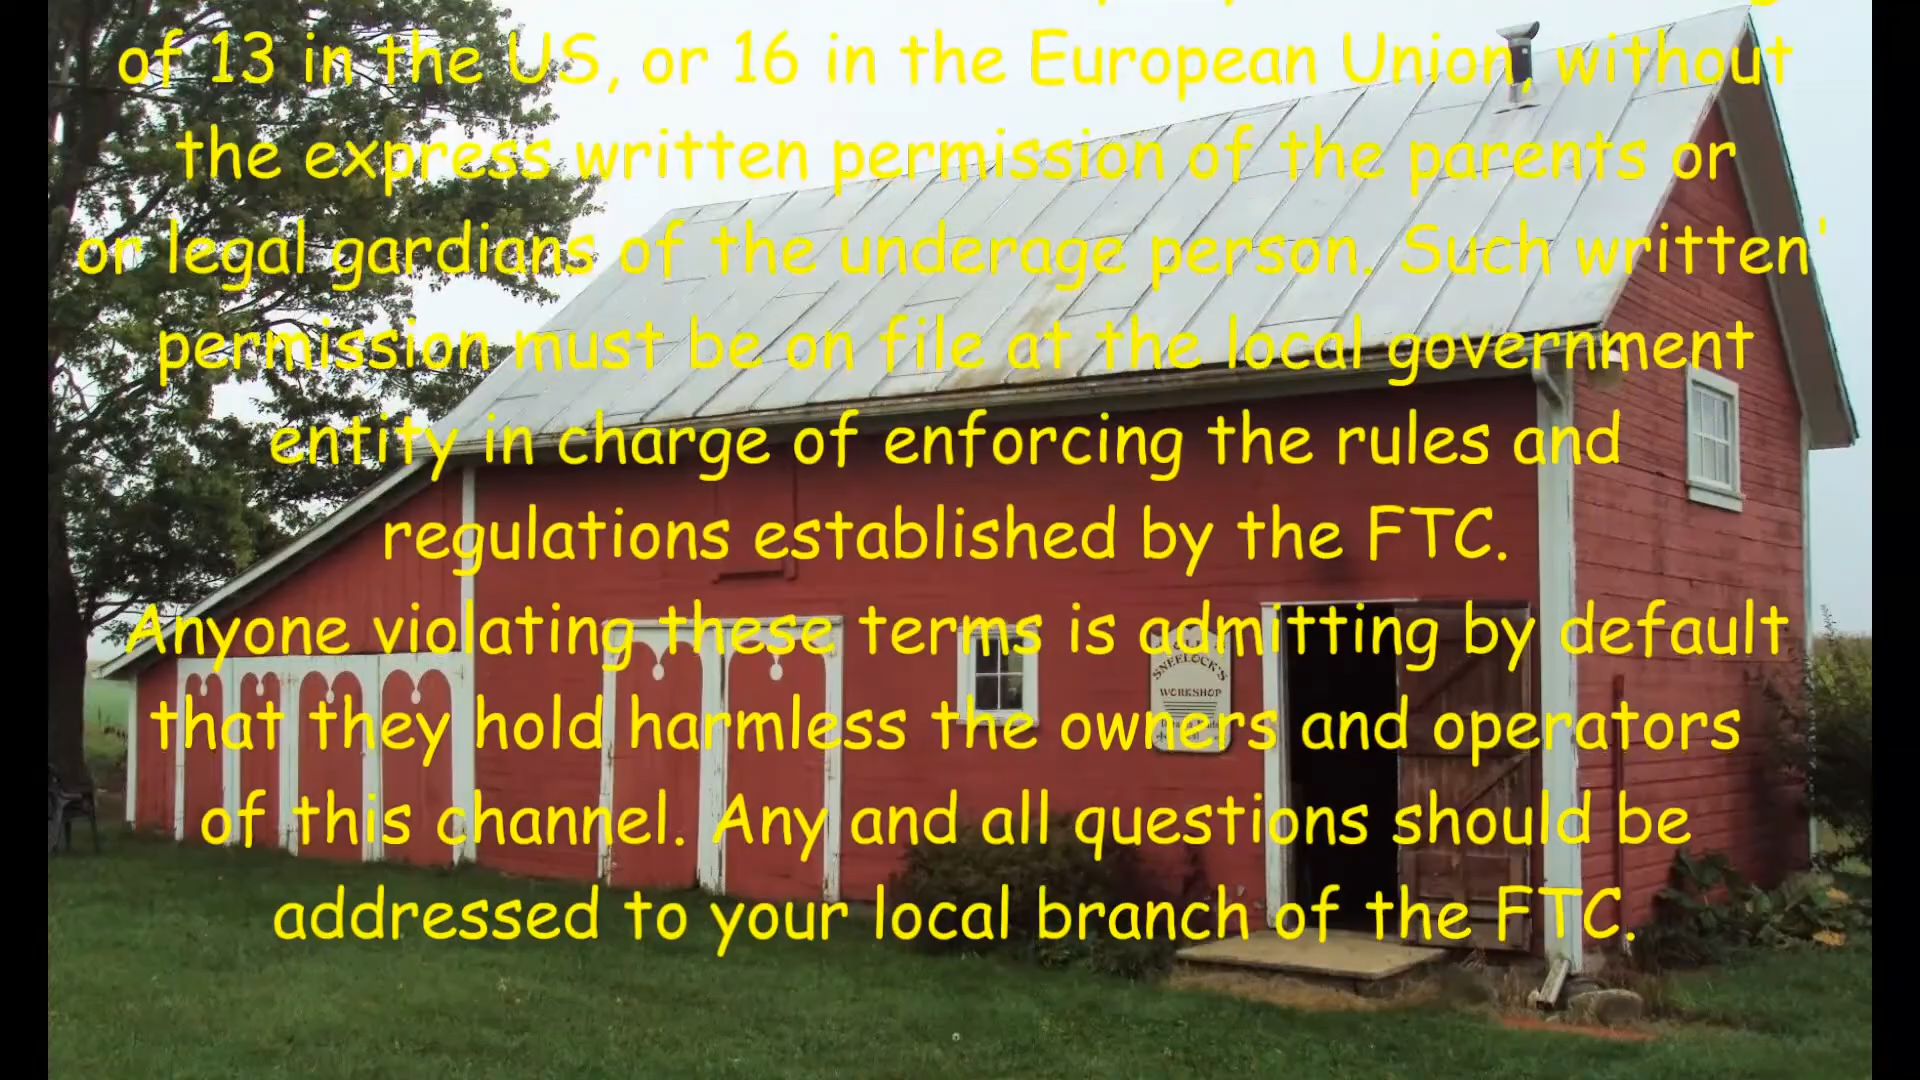 of 13 in the US, or 16 in the European Union, without
the express written permission of the parents or
or legal gardians of the underage person. Such written'
permission must be on file at the local government
entity in charge of enforcing the rules and
regulations established by the FTC.
Anyone violating these terms is admitting by default
that they hold harmless the owners and operators
of this channel. Any and all questions should be
addressed to your local branch of the FTC.
SNEELOCK'S
WORKSHOP